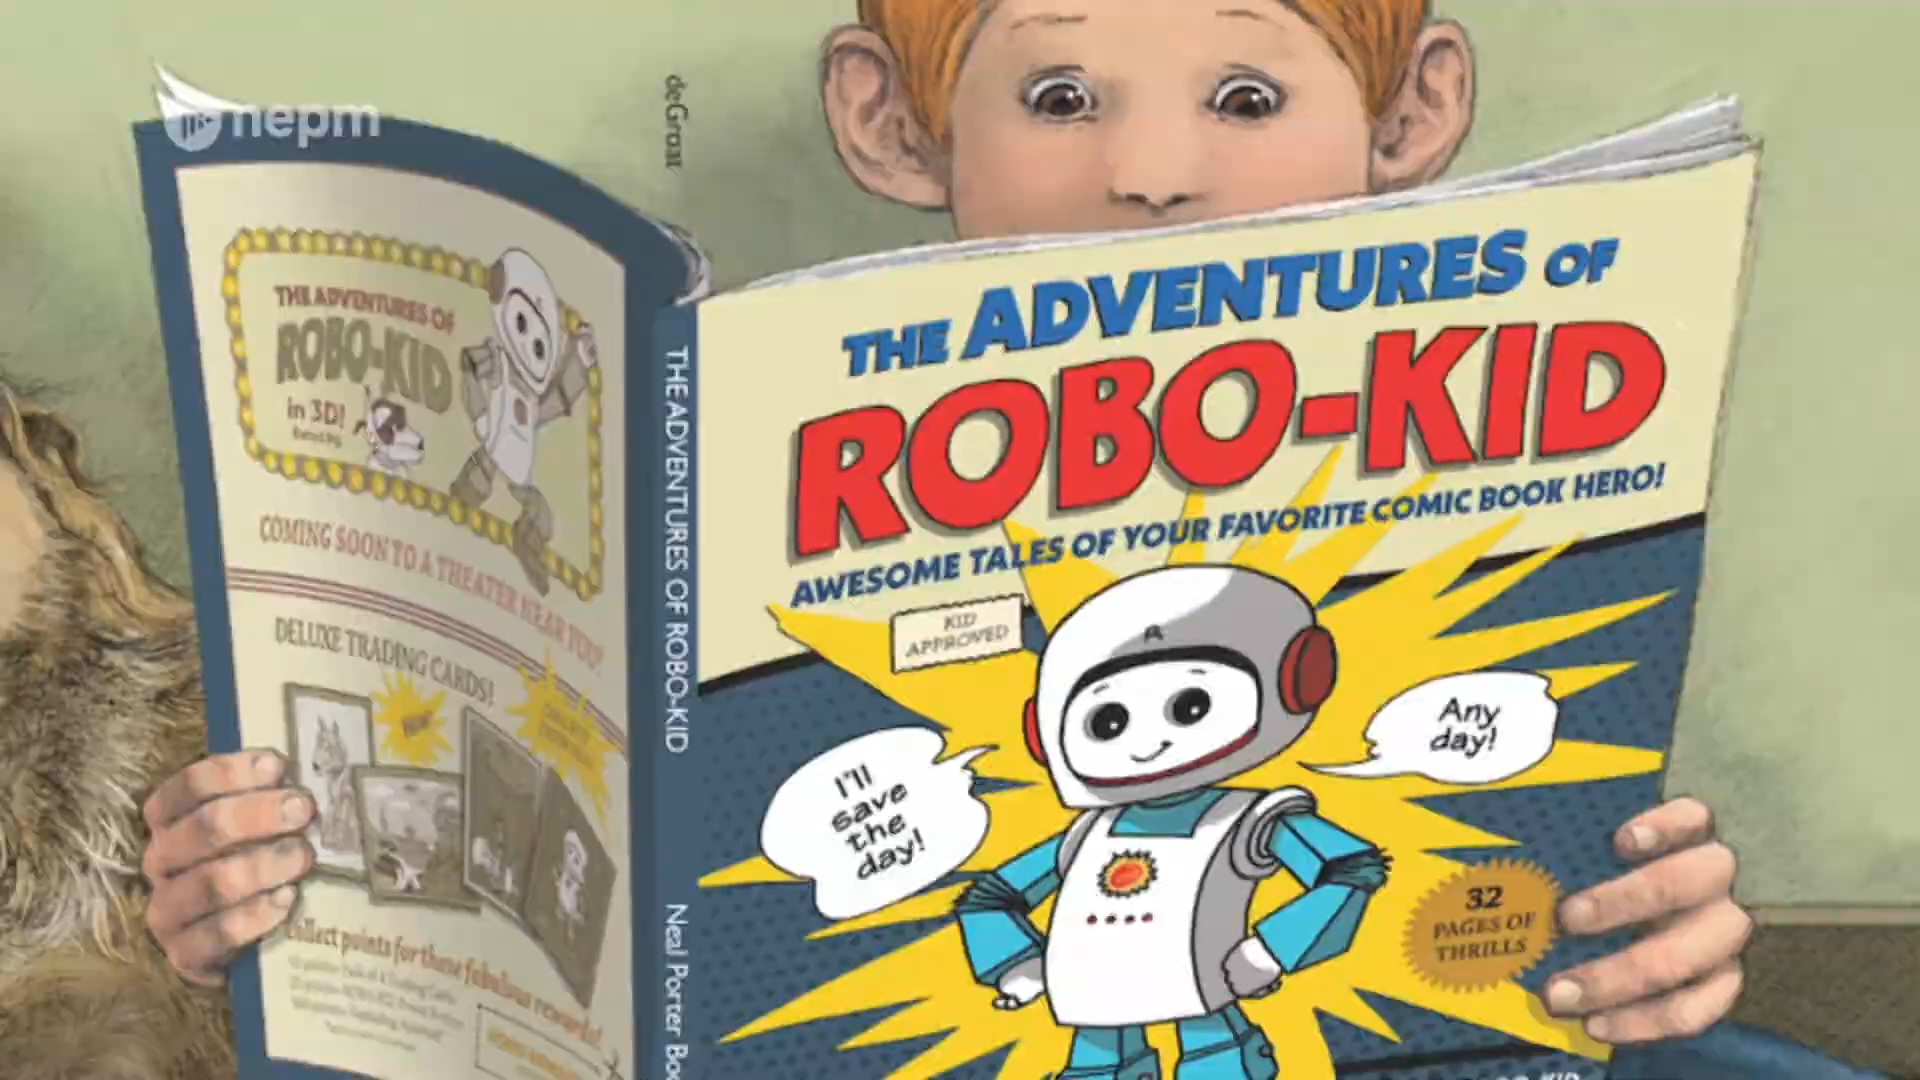 nepm
deGroat
THE ADVENTURES OF ROBO-KID
Neal Porter Boo
THE ADVENTURES OF
ROBO-KID
in 3D!
COMING SOON TO A THEATER NEAR YOU!
DELUXE TRADING CARDS!
Collect points for these fabulous rewards!
THE ADVENTURES OF
ROBO-KID
AWESOME TALES OF YOUR FAVORITE COMIC BOOK HERO!
KID
APPROVED
R
I'll
save
the
day!
Any
day!
32
PAGES OF
THRILLS